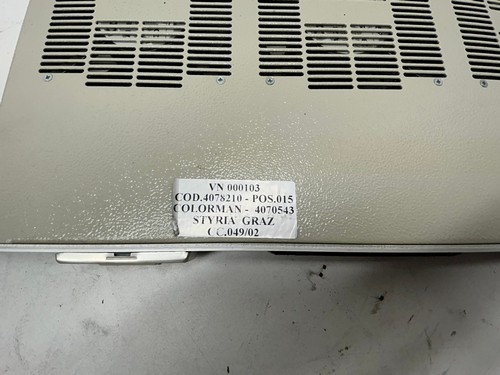 VN 000103
COD.4078210 - POS.015
COLORMAN - 4070543
STYRIA GRAZ
CC.049/02